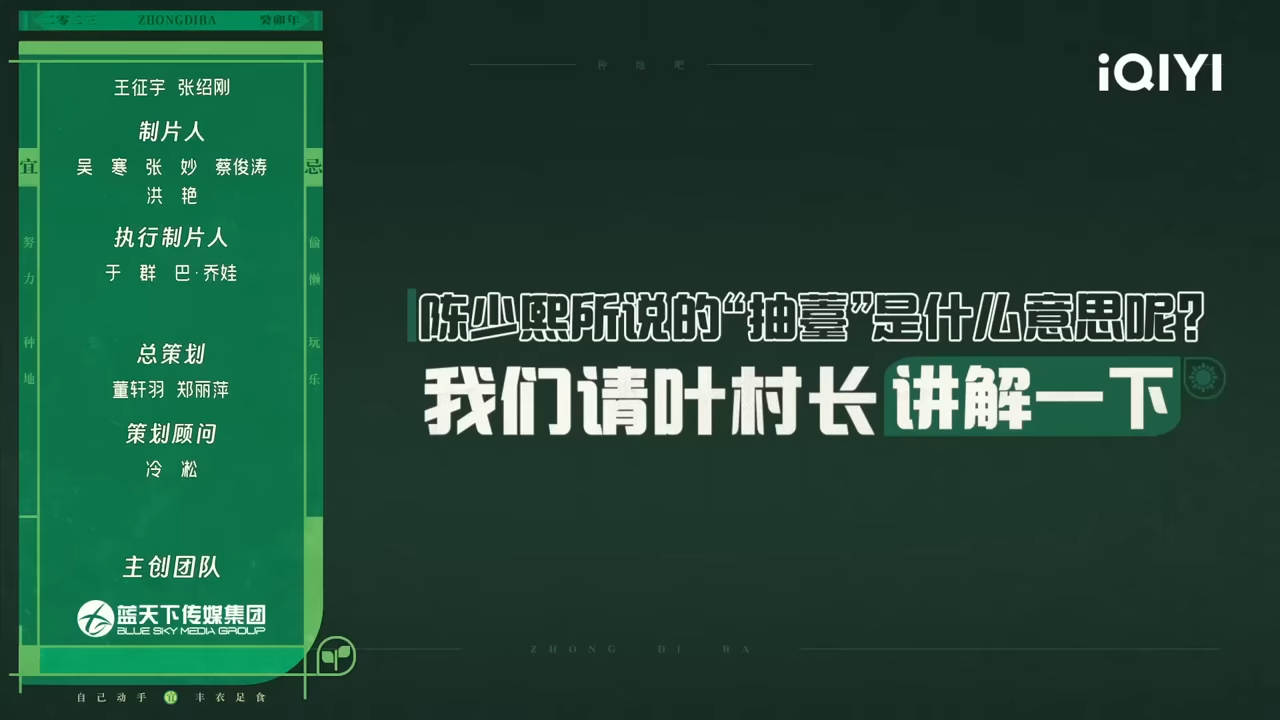 二零二三 ZHONGDIBA 癸卯年
王征宇 张绍刚
制片人
吴 寒 张 妙 蔡俊涛
洪 艳
执行制片人
于 群 巴·乔娃
总策划
董轩羽 郑丽萍
策划顾问
冷 凇
主创团队
蓝天下传媒集团
BLUE SKY MEDIA GROUP
宜
努力 种地
忌
偷懒 玩乐
自己动手 宜 丰衣足食
种地吧
iQIYI
陈少熙所说的“抽薹”是什么意思呢?
我们请叶村长讲解一下
ZHONG DI BA